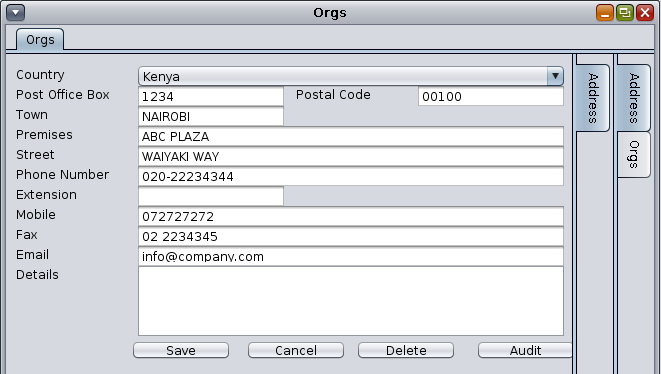 Orgs
Orgs
Country Kenya
Post Office Box 1234 Postal Code 00100
Town NAIROBI
Premises ABC PLAZA
Street WAIYAKI WAY
Phone Number 020-22234344
Extension
Mobile 072727272
Fax 02 2234345
Email info@company.com
Details
Save Cancel Delete Audit
Address
Address
Orgs